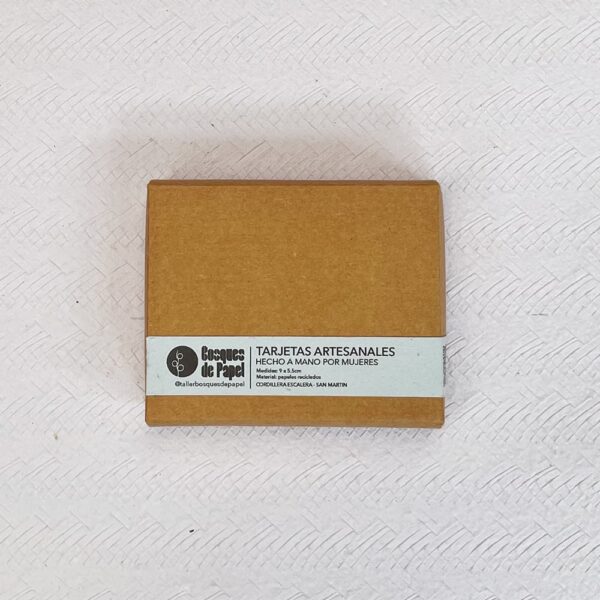 Bosques
de Papel
@tallerbosquesdepapel
TARJETAS ARTESANALES
HECHO A MANO POR MUJERES
Medidas: 9 x 5,5cm
Material: papeles reciclados
CORDILLERA ESCALERA - SAN MARTIN